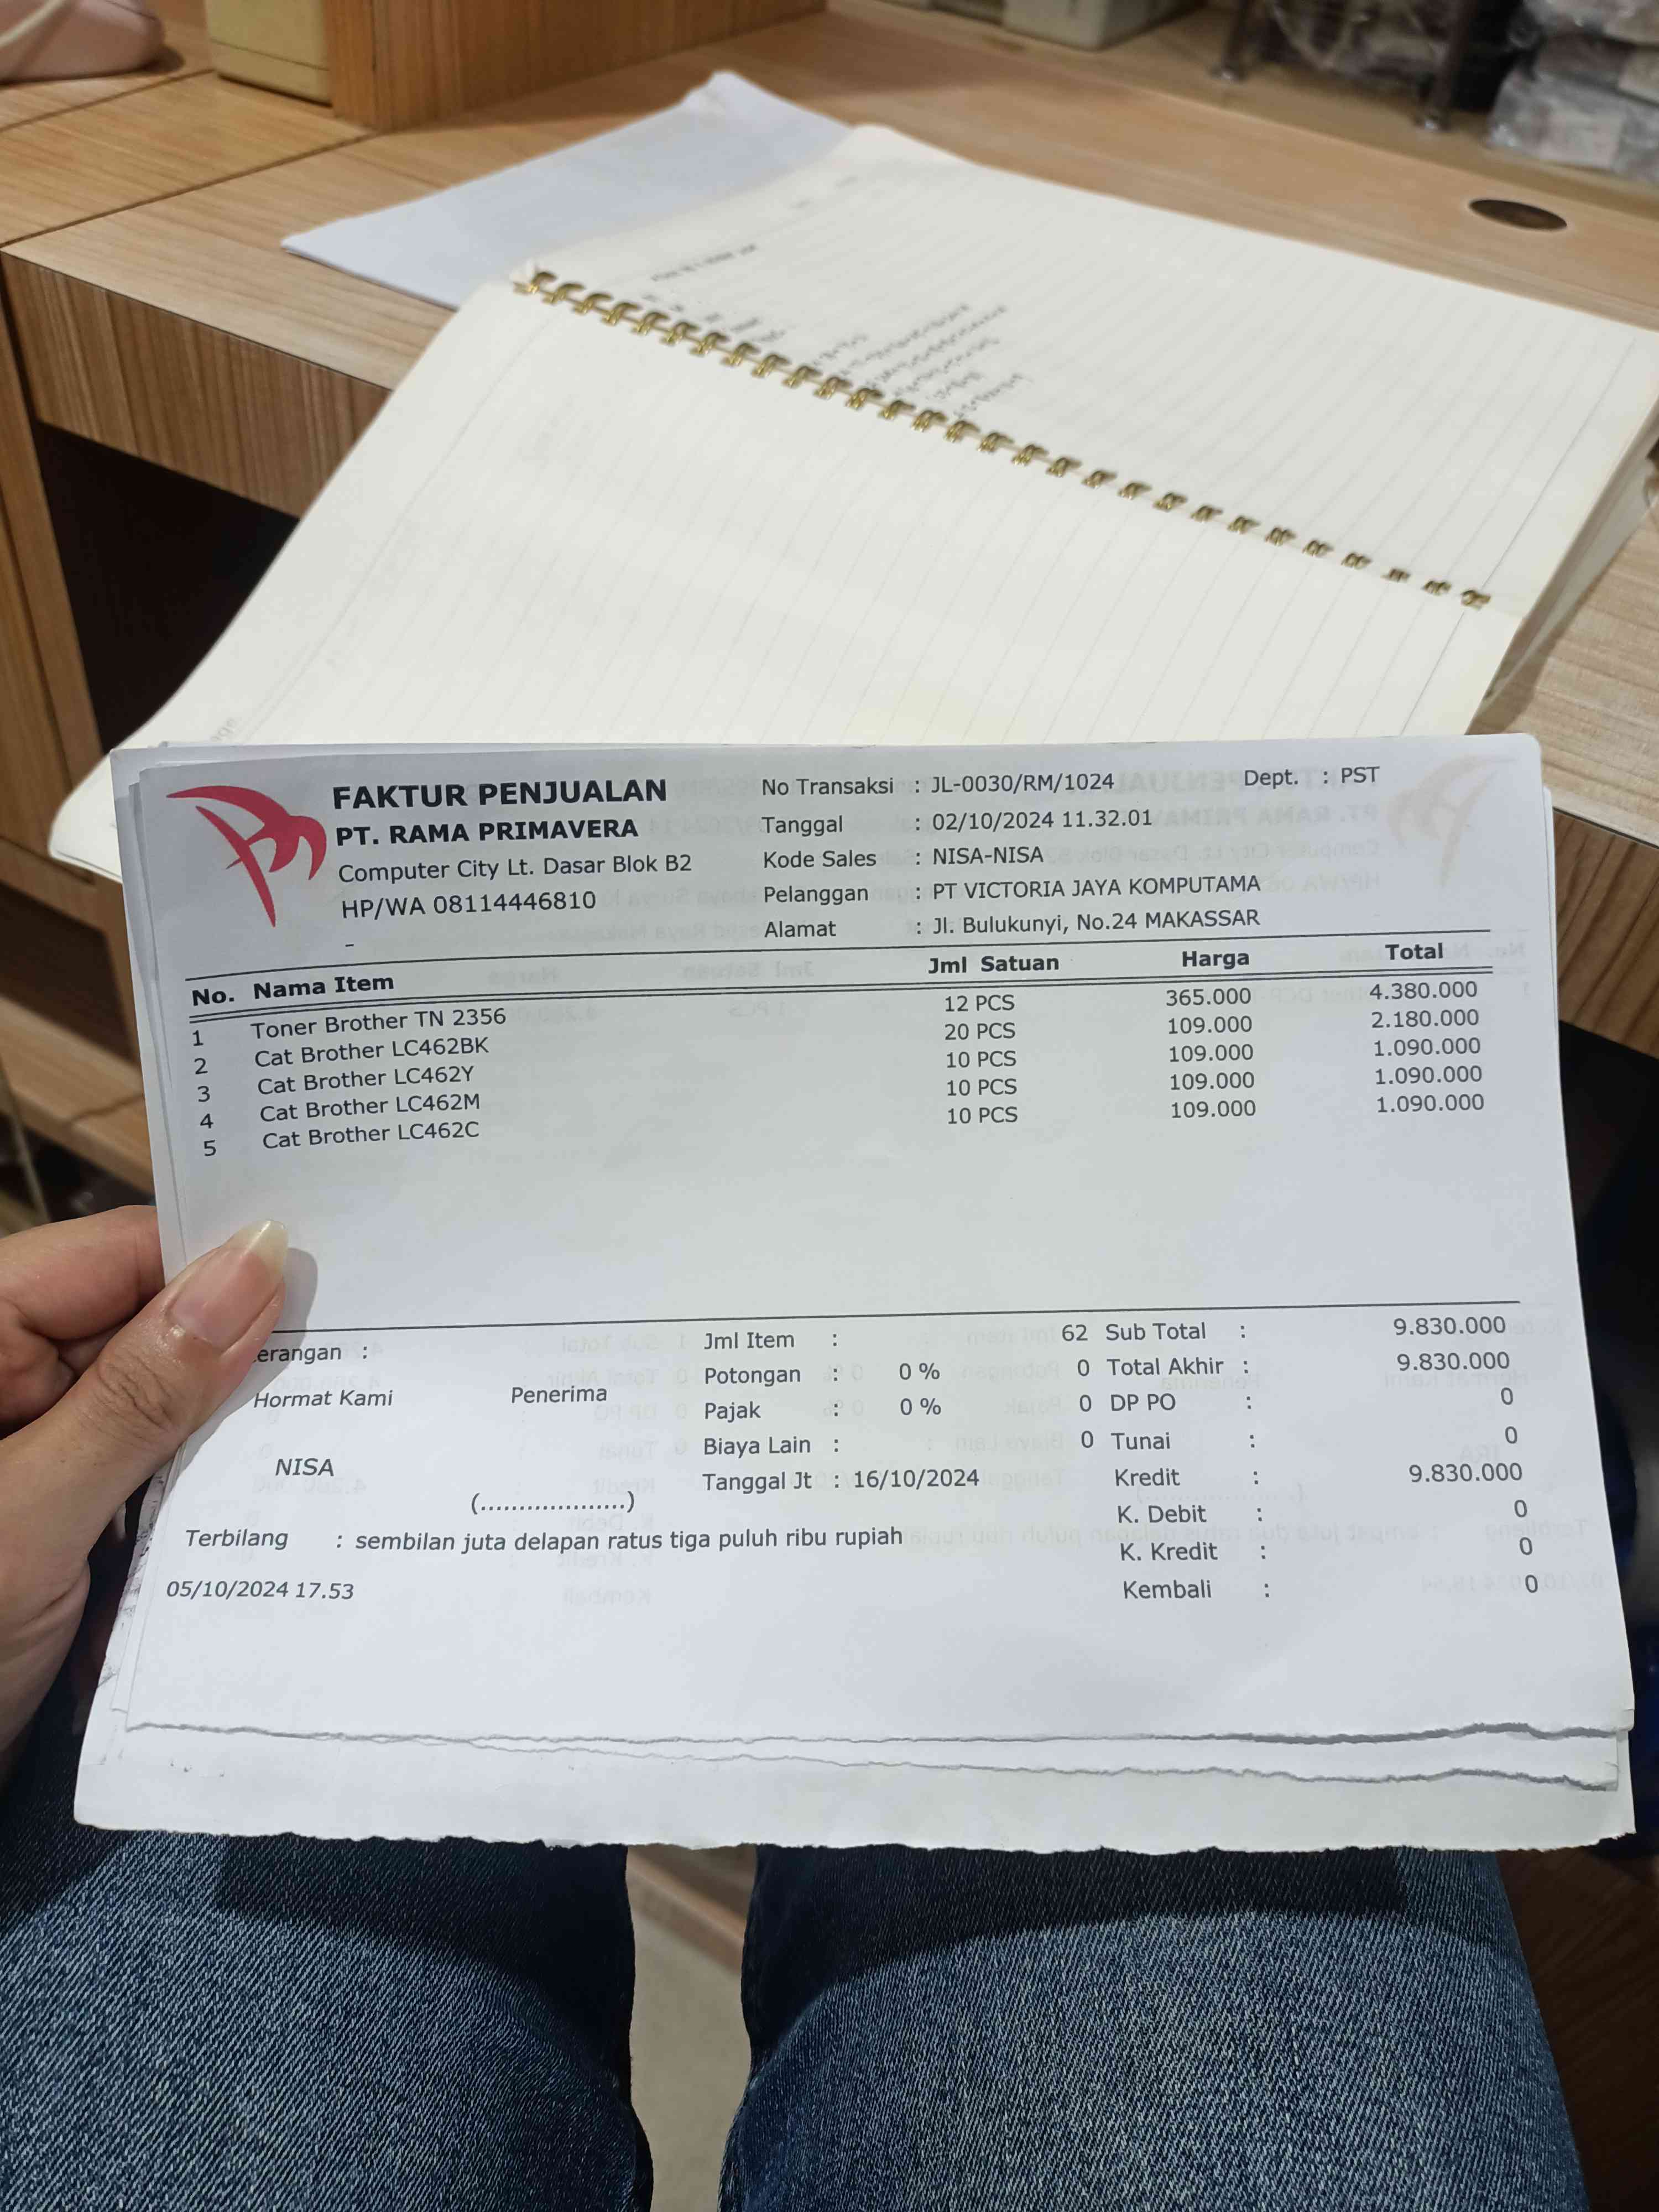 FAKTUR PENJUALAN
PT. RAMA PRIMAVERA
Computer City Lt. Dasar Blok B2
HP/WA 08114446810
-
No Transaksi : JL-0030/RM/1024 Dept. : PST
Tanggal : 02/10/2024 11.32.01
Kode Sales : NISA-NISA
Pelanggan : PT VICTORIA JAYA KOMPUTAMA
Alamat : Jl. Bulukunyi, No.24 MAKASSAR
No. Nama Item Jml Satuan Harga Total
1 Toner Brother TN 2356 12 PCS 365.000 4.380.000
2 Cat Brother LC462BK 20 PCS 109.000 2.180.000
3 Cat Brother LC462Y 10 PCS 109.000 1.090.000
4 Cat Brother LC462M 10 PCS 109.000 1.090.000
5 Cat Brother LC462C 10 PCS 109.000 1.090.000
erangan :
Hormat Kami Penerima
NISA
(....................)
Jml Item : 62
Potongan : 0 % 0
Pajak : 0 % 0
Biaya Lain : 0
Tanggal Jt : 16/10/2024
Sub Total : 9.830.000
Total Akhir : 9.830.000
DP PO : 0
Tunai : 0
Kredit : 9.830.000
K. Debit : 0
K. Kredit : 0
Kembali : 0
Terbilang : sembilan juta delapan ratus tiga puluh ribu rupiah
05/10/2024 17.53